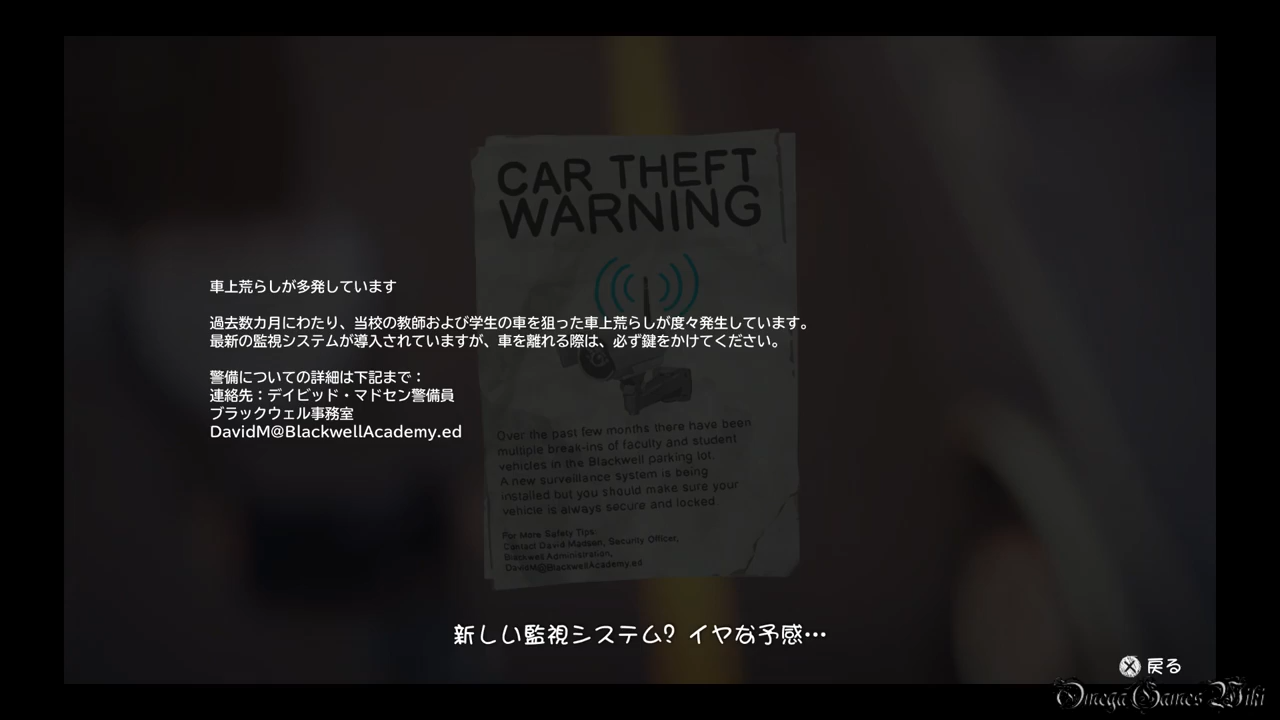 CAR THEFT
WARNING
車上荒らしが多発しています
過去数カ月にわたり、当校の教師および学生の車を狙った車上荒らしが度々発生しています。
最新の監視システムが導入されていますが、車を離れる際は、必ず鍵をかけてください。
警備についての詳細は下記まで：
連絡先：デイビッド・マドセン警備員
ブラックウェル事務室
DavidM@BlackwellAcademy.ed
Over the past few months there have been
multiple break-ins of faculty and student
vehicles in the Blackwell parking lot.
A new surveillance system is being
installed but you should make sure your
vehicle is always secure and locked.
For More Safety Tips:
Contact David Madsen, Security Officer,
Blackwell Administration,
DavidM@BlackwellAcademy.ed
新しい監視システム? イヤな予感…
戻る
Omega Games Wiki